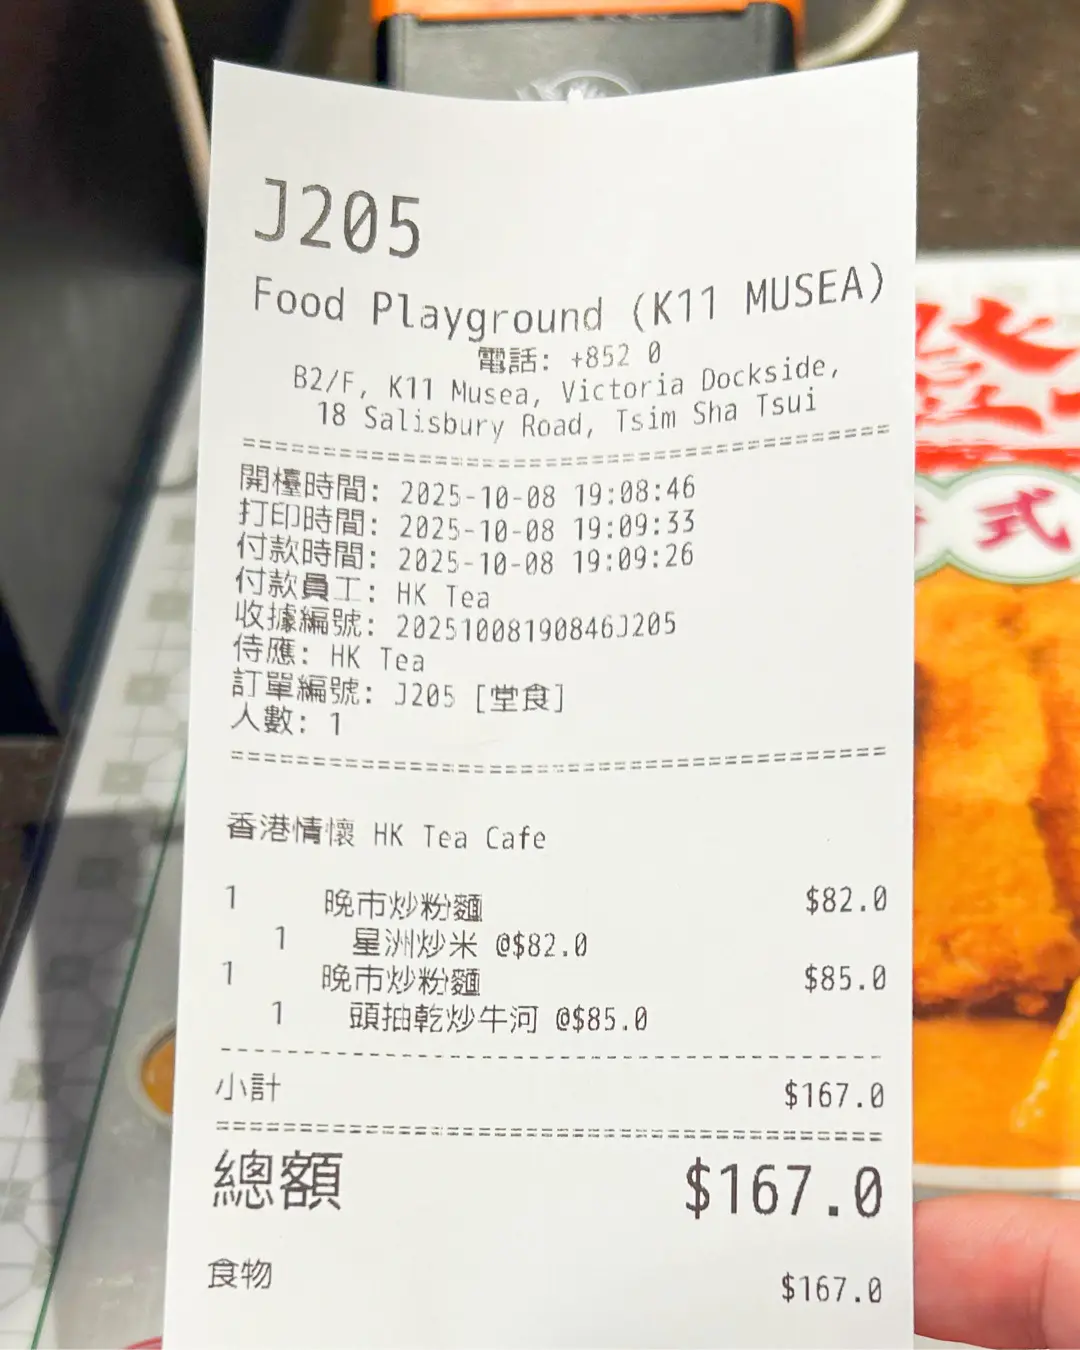 J205
Food Playground (K11 MUSEA)
電話: +852 0
B2/F, K11 Musea, Victoria Dockside,
18 Salisbury Road, Tsim Sha Tsui
開檯時間: 2025-10-08 19:08:46
打印時間: 2025-10-08 19:09:33
付款時間: 2025-10-08 19:09:26
付款員工: HK Tea
收據編號: 20251008190846J205
侍應: HK Tea
訂單編號: J205 [堂食]
人數: 1
香港情懷 HK Tea Cafe
1 晚市炒粉麵 $82.0
1 星洲炒米 @$82.0
1 晚市炒粉麵 $85.0
1 頭抽乾炒牛河 @$85.0
小計 $167.0
總額 $167.0
食物 $167.0
式